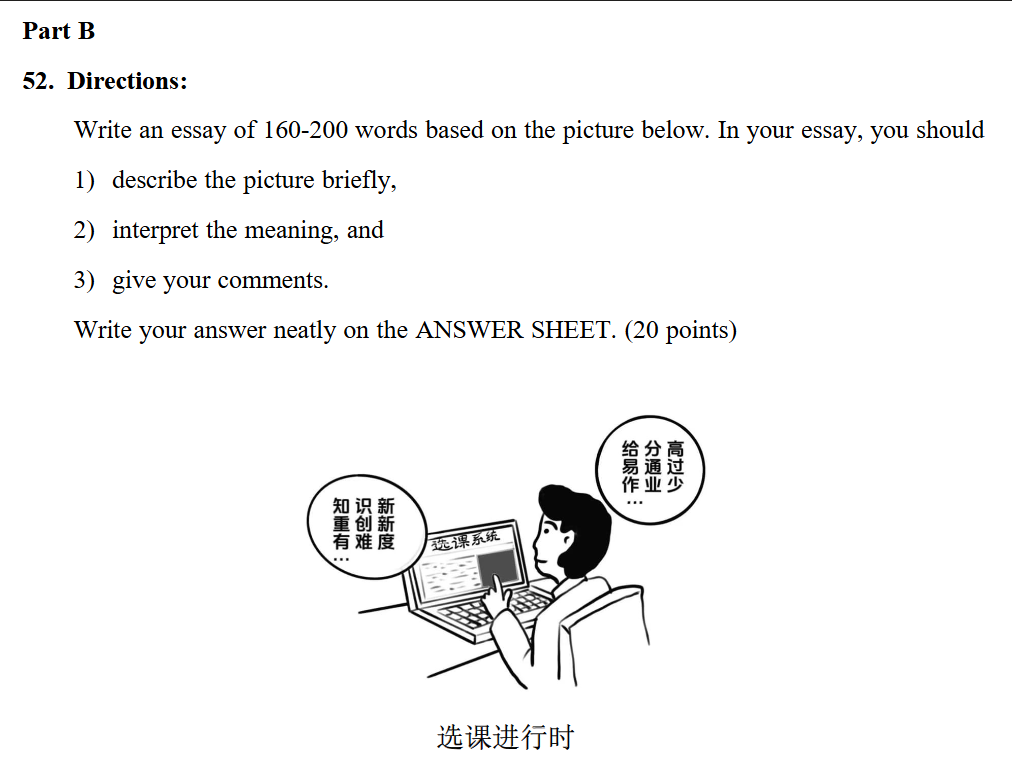 Part B
52. Directions:
Write an essay of 160-200 words based on the picture below. In your essay, you should
1) describe the picture briefly,
2) interpret the meaning, and
3) give your comments.
Write your answer neatly on the ANSWER SHEET. (20 points)
给分高
易通过
作业少
…
知识新
重创新
有难度
…
选课系统
选课进行时